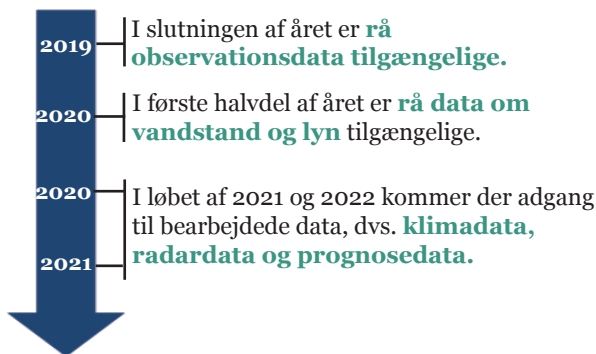 2019
I slutningen af året er rå
observationsdata tilgængelige.
2020
I første halvdel af året er rå data om
vandstand og lyn tilgængelige.
2020
I løbet af 2021 og 2022 kommer der adgang
til bearbejdede data, dvs. klimadata,
radardata og prognosedata.
2021